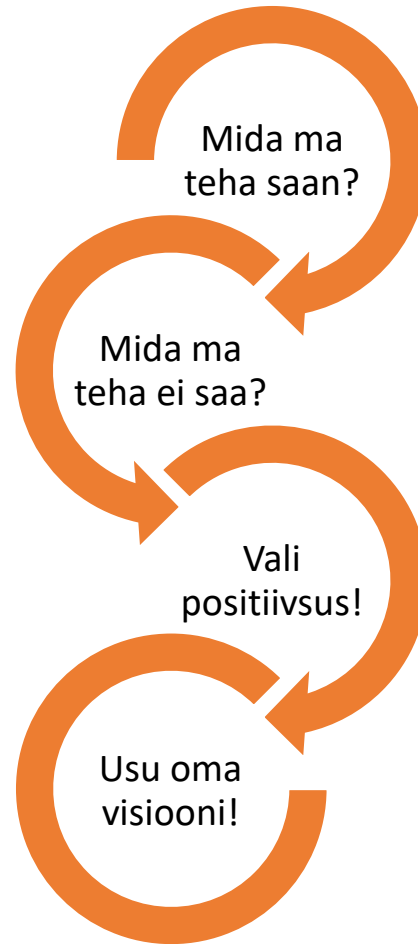 Mida ma
teha saan?
Mida ma
teha ei saa?
Vali
positiivsus!
Usu oma
visiooni!